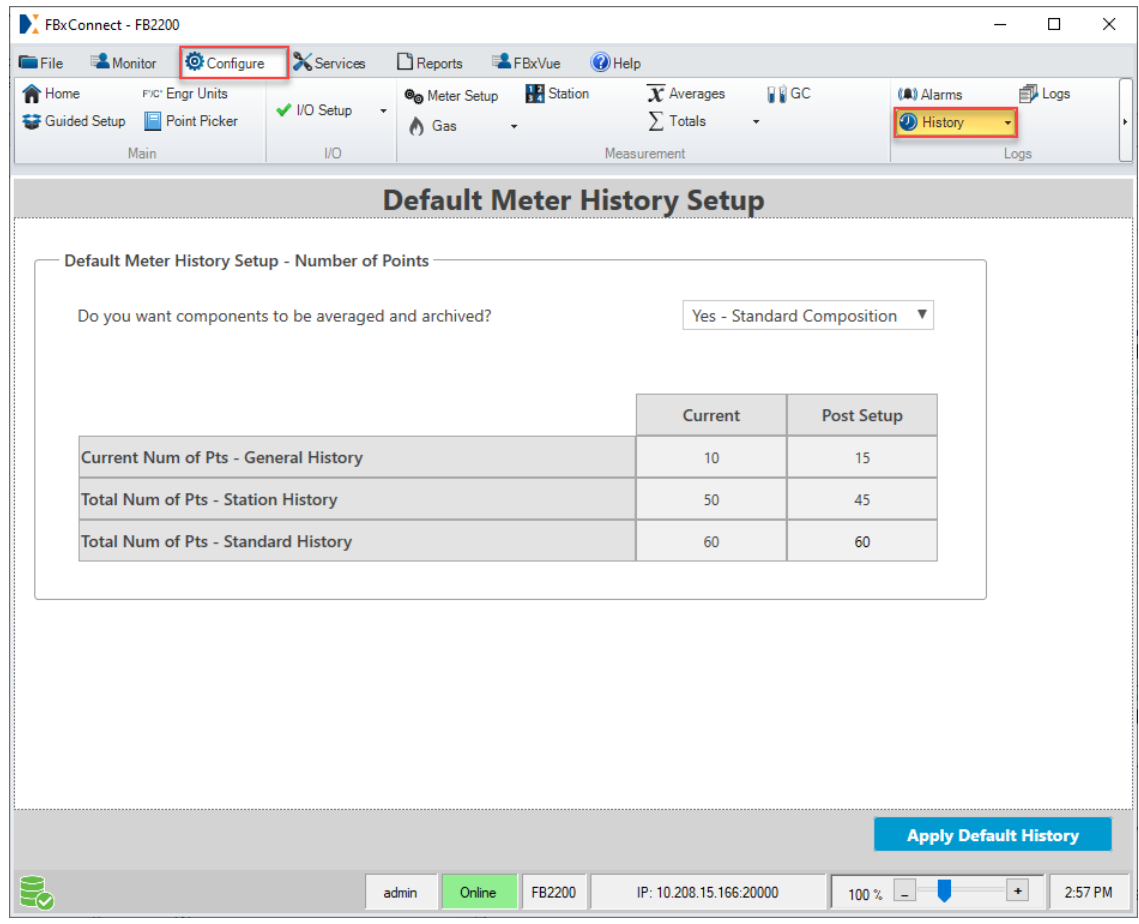 FBxConnect - FB2200
File Monitor Configure Services Reports FBxVue Help
Home F/C° Engr Units I/O Setup Meter Setup Station x Averages GC Alarms Logs
Guided Setup Point Picker Gas Σ Totals History
Main I/O Measurement Logs
Default Meter History Setup
Default Meter History Setup - Number of Points
Do you want components to be averaged and archived? Yes - Standard Composition
Current Post Setup
Current Num of Pts - General History 10 15
Total Num of Pts - Station History 50 45
Total Num of Pts - Standard History 60 60
Apply Default History
admin Online FB2200 IP: 10.208.15.166:20000 100 % - + 2:57 PM